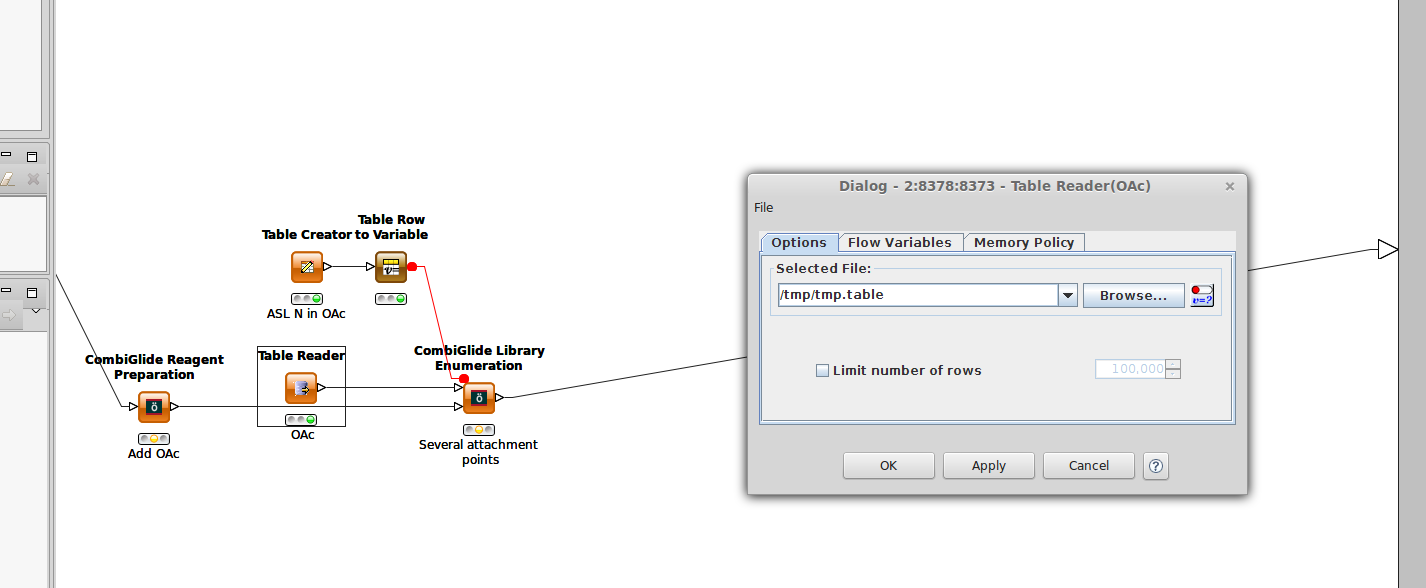 Table Row
Table Creator to Variable
ASL N in OAc
CombiGlide Reagent
Preparation
Add OAc
Table Reader
OAc
CombiGlide Library
Enumeration
Several attachment
points
Dialog - 2:8378:8373 - Table Reader(OAc)
File
Options
Flow Variables
Memory Policy
Selected File:
/tmp/tmp.table
Browse...
v=?
Limit number of rows
100,000
OK
Apply
Cancel
?